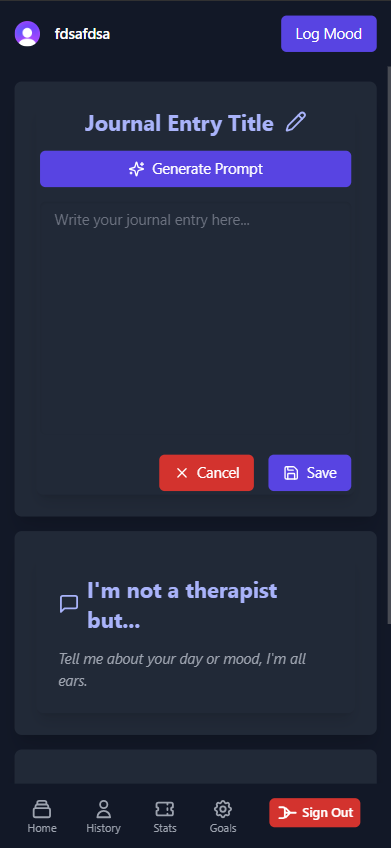 fdsafdsa
Log Mood
Journal Entry Title
Generate Prompt
Write your journal entry here...
Cancel
Save
I'm not a therapist
but...
Tell me about your day or mood, I'm all
ears.
Home
History
Stats
Goals
Sign Out